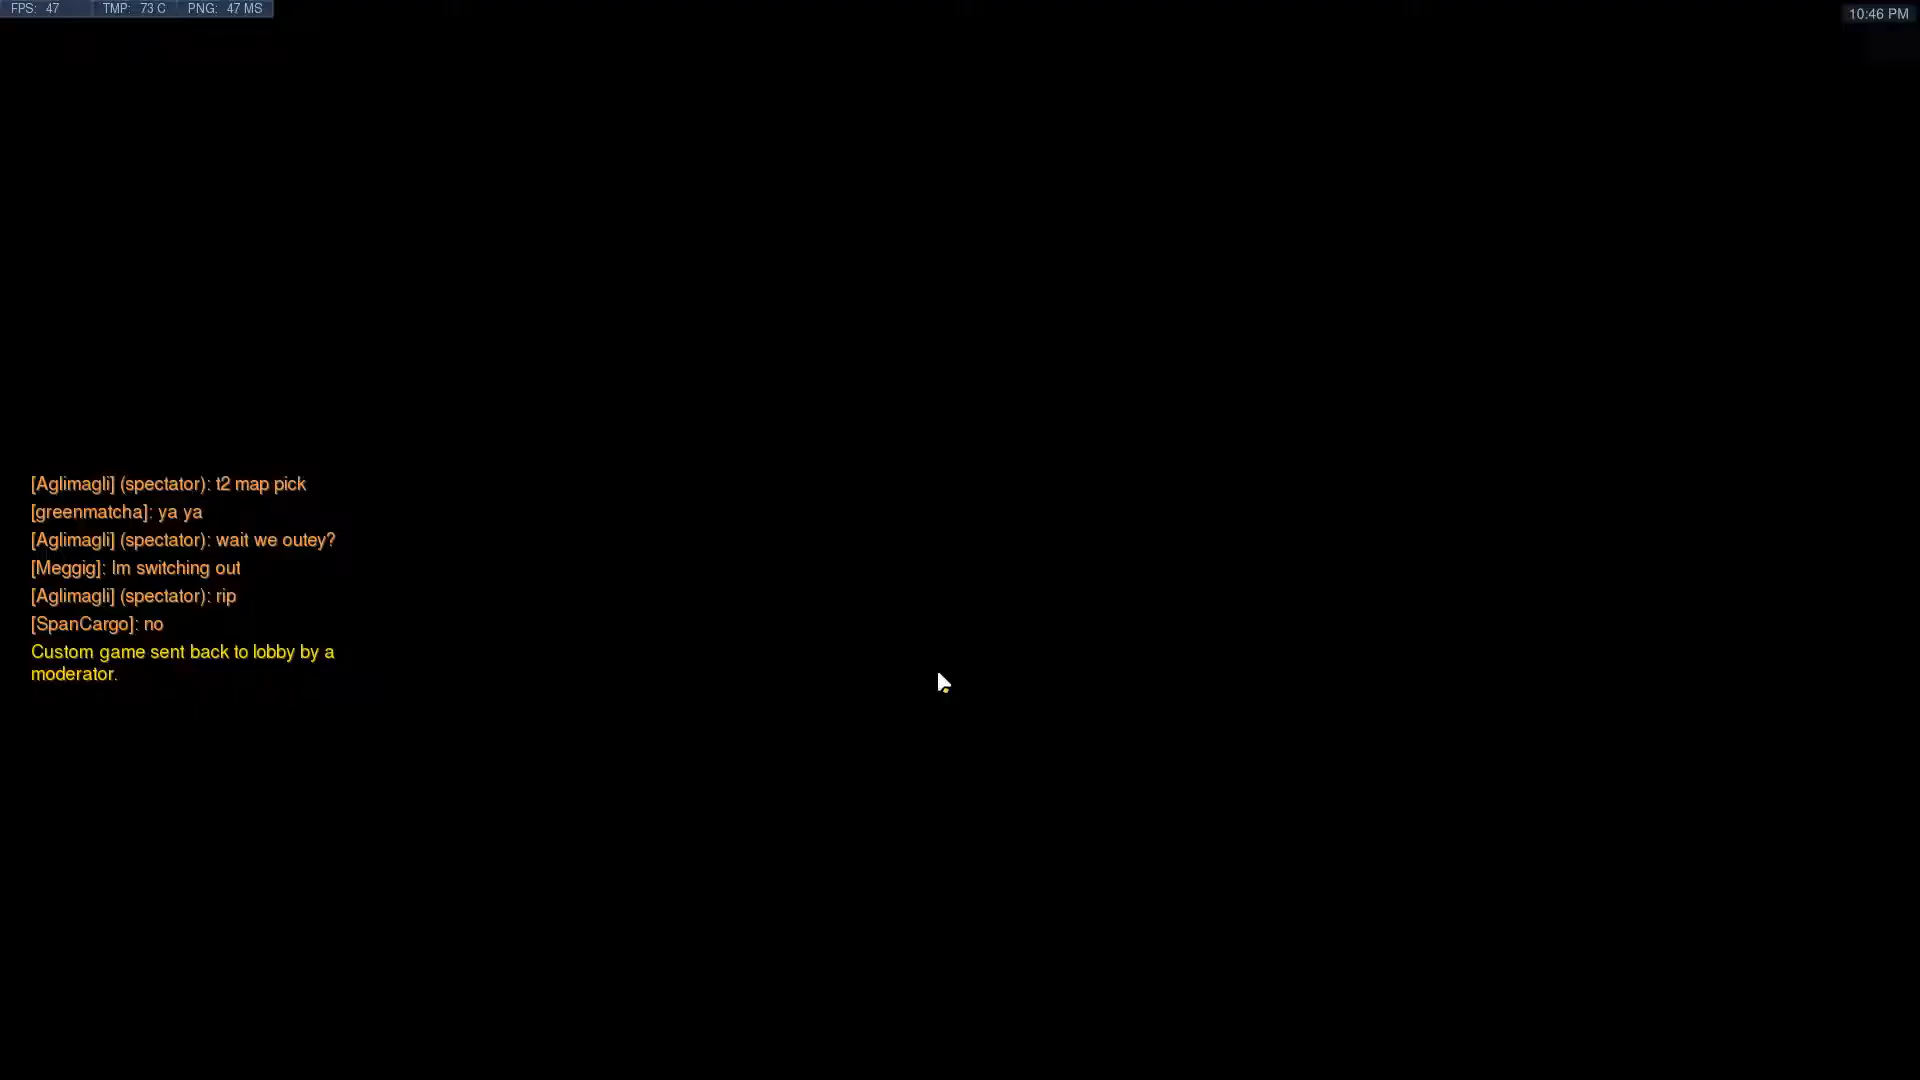 FPS: 47 TMP: 73 C PNG: 47 MS
10:46 PM
[Aglimagli] (spectator): t2 map pick
[greenmatcha]: ya ya
[Aglimagli] (spectator): wait we outey?
[Meggig]: Im switching out
[Aglimagli] (spectator): rip
[SpanCargo]: no
Custom game sent back to lobby by a
moderator.